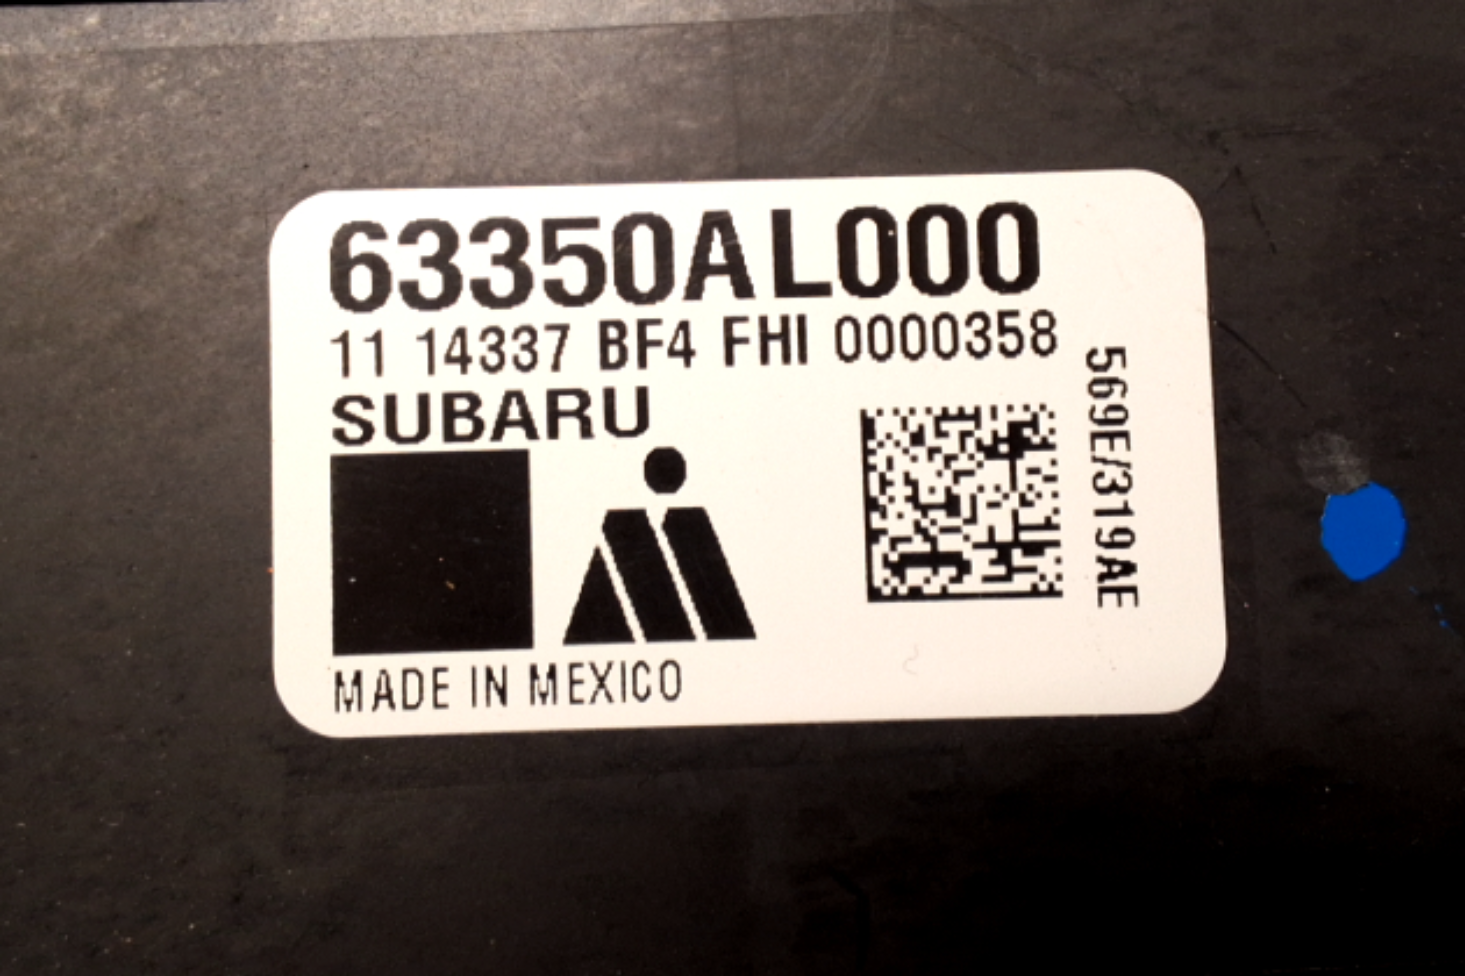 63350AL000
11 14337 BF4 FHI 0000358
SUBARU
569E/319AE
MADE IN MEXICO